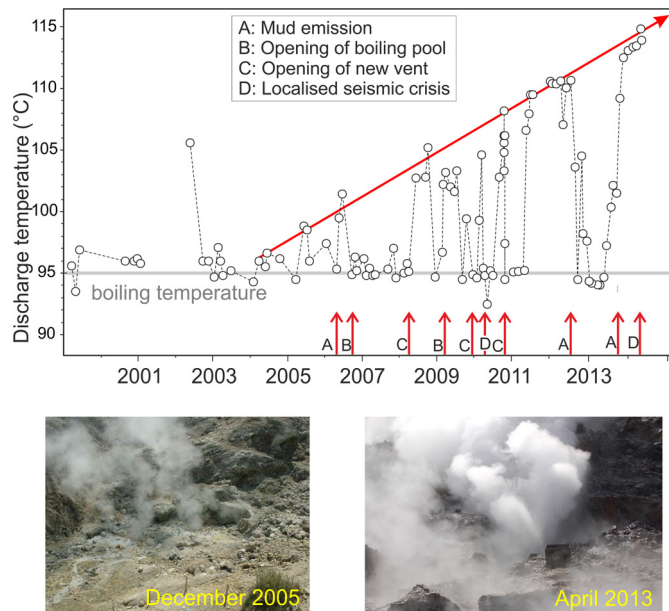 A: Mud emission
B: Opening of boiling pool
C: Opening of new vent
D: Localised seismic crisis
Discharge temperature (°C)
115
110
100
95
90
boiling temperature
A B C B C D C A A D
2001 2003 2005 2007 2009 2011 2013
December 2005 April 2013